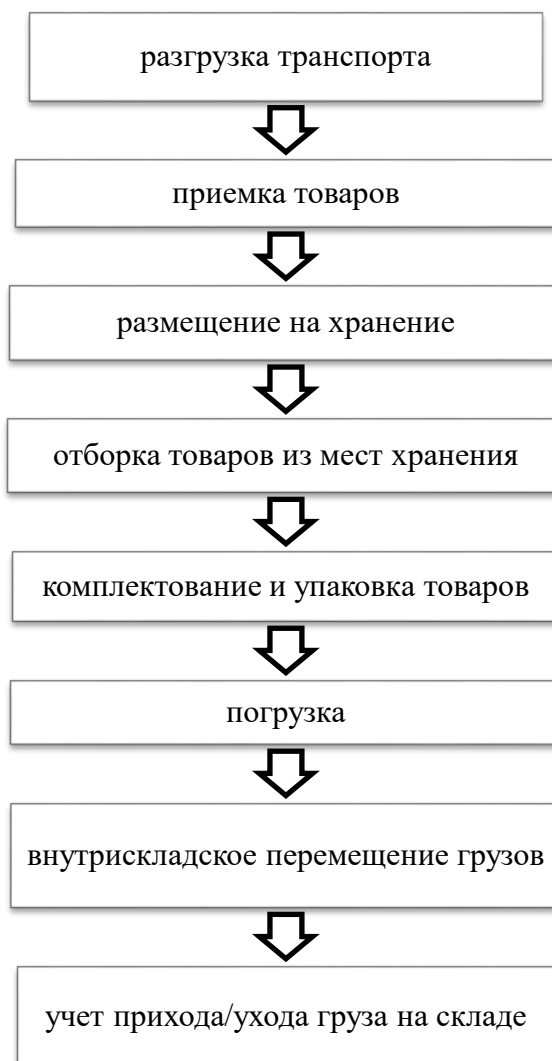 разгрузка транспорта
приемка товаров
размещение на хранение
отборка товаров из мест хранения
комплектование и упаковка товаров
погрузка
внутрискладское перемещение грузов
учет прихода/ухода груза на складе